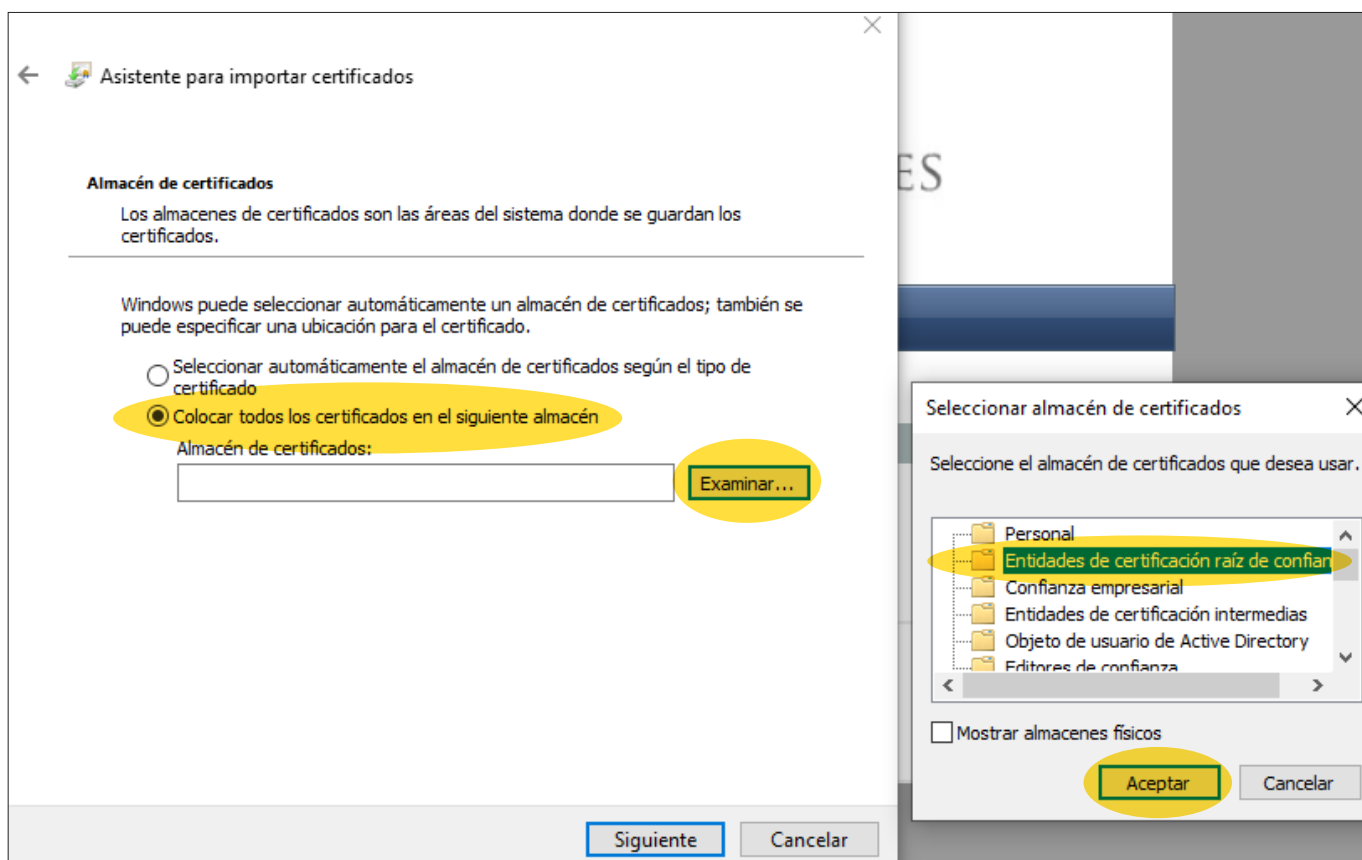 Asistente para importar certificados
ES
Almacén de certificados
Los almacenes de certificados son las áreas del sistema donde se guardan los
certificados.
Windows puede seleccionar automáticamente un almacén de certificados; también se
puede especificar una ubicación para el certificado.
Seleccionar automáticamente el almacén de certificados según el tipo de
certificado
Colocar todos los certificados en el siguiente almacén
Almacén de certificados:
Examinar...
Siguiente
Cancelar
Seleccionar almacén de certificados
Seleccione el almacén de certificados que desea usar.
Personal
Entidades de certificación raíz de confian
Confianza empresarial
Entidades de certificación intermedias
Objeto de usuario de Active Directory
Editores de confianza
Mostrar almacenes físicos
Aceptar
Cancelar